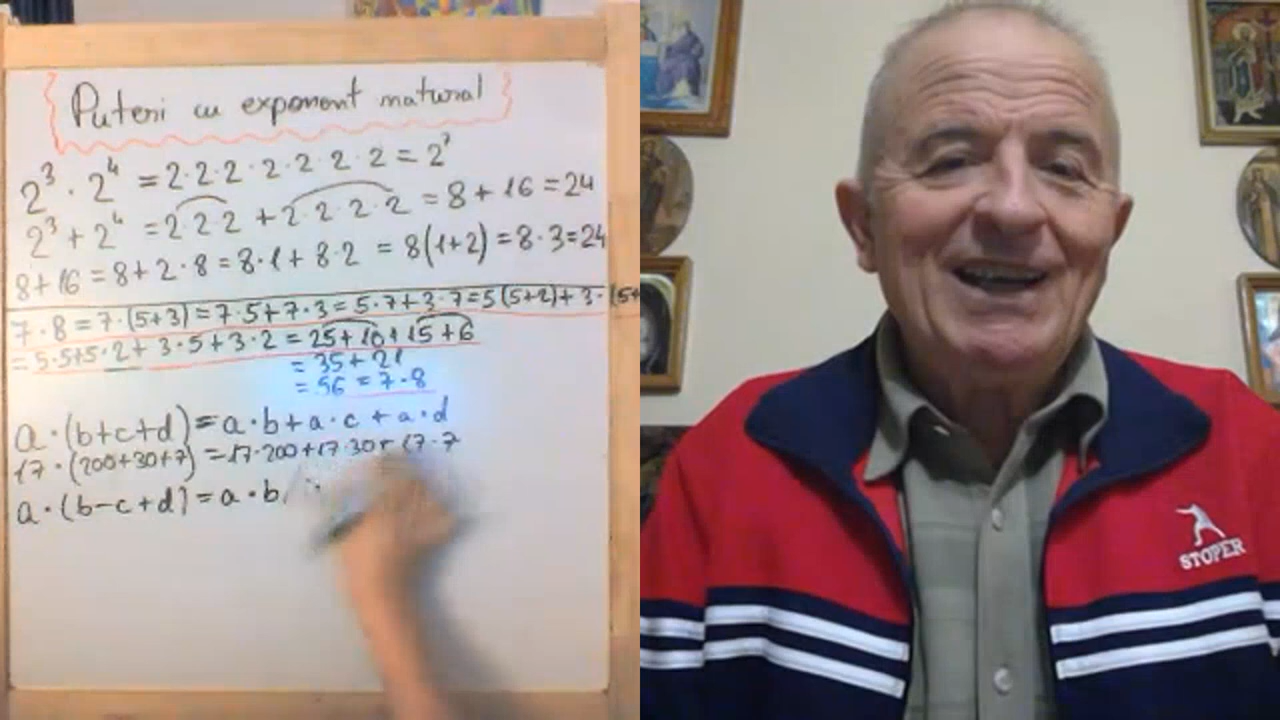 Puteri cu exponent natural
2³ · 2⁴ = 2·2·2·2·2·2·2 = 2⁷
2³ + 2⁴ = 2 2 2 + 2·2·2·2 = 8 + 16 = 24
8 + 16 = 8 + 2·8 = 8·1 + 8·2 = 8(1+2) = 8·3 = 24
7·8 = 7·(5+3) = 7·5 + 7·3 = 5·7 + 3·7 = 5(5+2) + 3·(5+
= 5·5+5·2 + 3·5 + 3·2 = 25 + 10 + 15 + 6
= 35 + 21
= 56 = 7·8
a·(b+c+d) = a·b + a·c + a·d
17·(200+30+7) = 17·200 + 17·30 + 17·7
a·(b-c+d) = a·b
STOPER